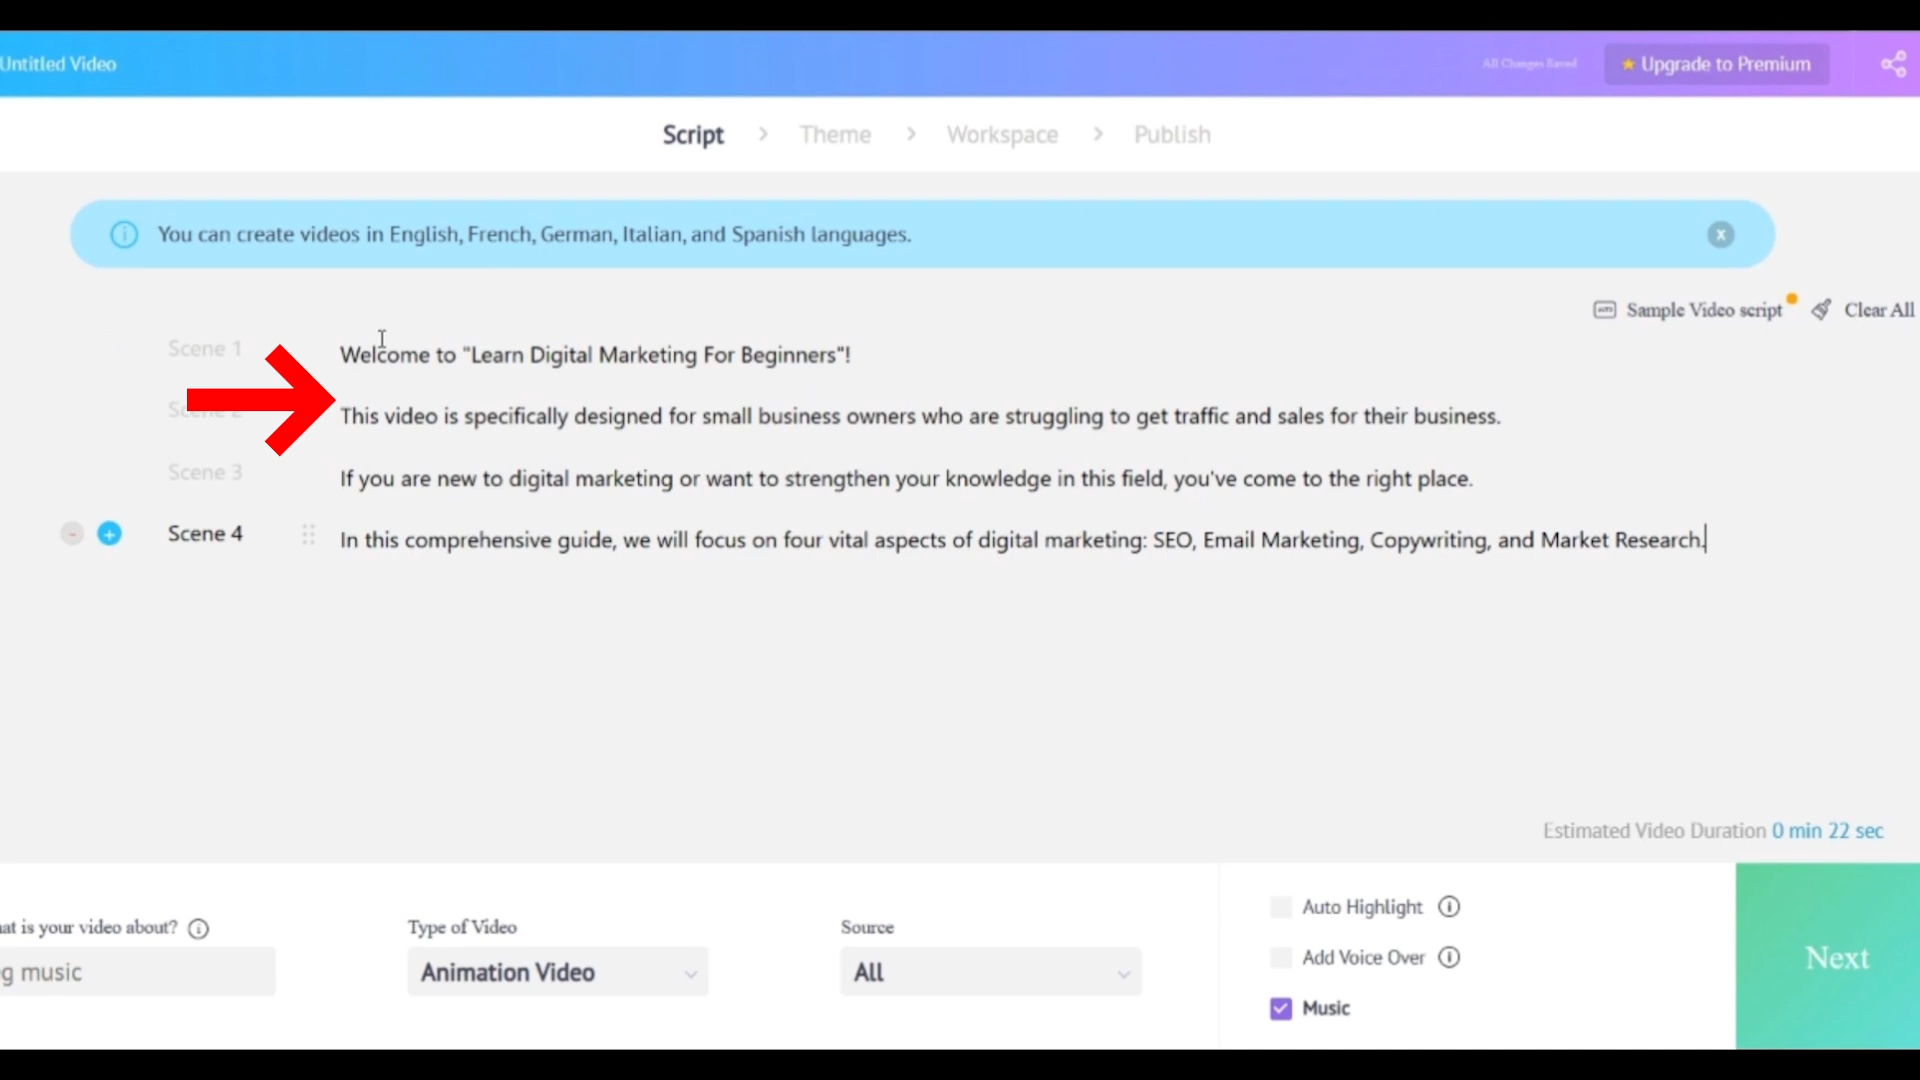 Untitled Video
All Changes Saved
Upgrade to Premium
Script > Theme > Workspace > Publish
You can create videos in English, French, German, Italian, and Spanish languages.
x
Sample Video script
Clear All
Scene 1
Welcome to "Learn Digital Marketing For Beginners"!
This video is specifically designed for small business owners who are struggling to get traffic and sales for their business.
Scene 3
If you are new to digital marketing or want to strengthen your knowledge in this field, you've come to the right place.
- +
Scene 4
In this comprehensive guide, we will focus on four vital aspects of digital marketing: SEO, Email Marketing, Copywriting, and Market Research.
Estimated Video Duration 0 min 22 sec
at is your video about?
g music
Type of Video
Animation Video
Source
All
Auto Highlight
Add Voice Over
Music
Next